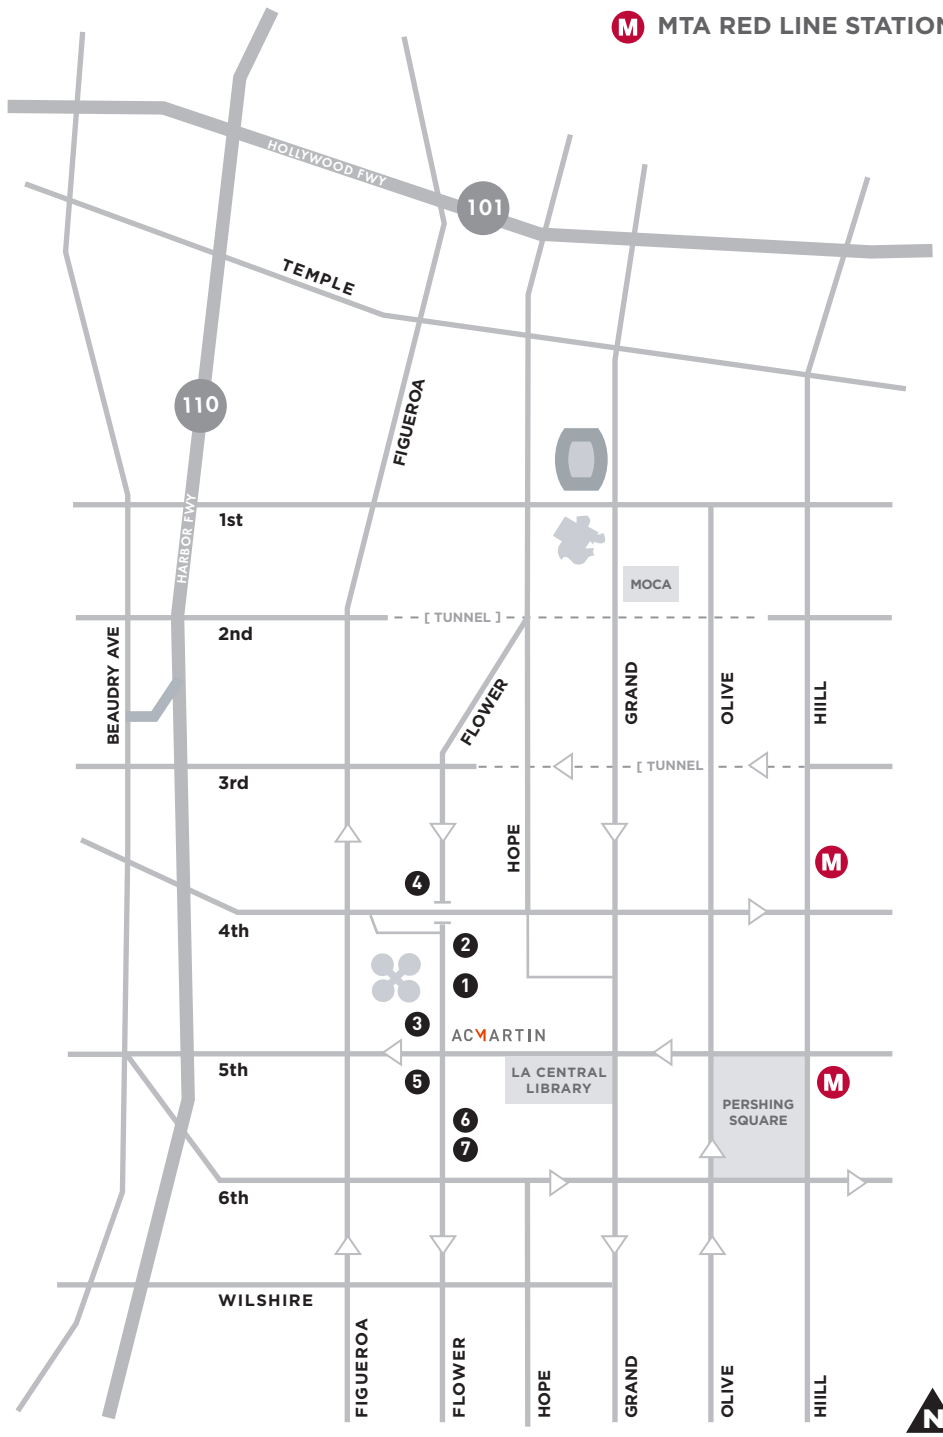 M MTA RED LINE STATION
HOLLYWOOD FWY
101
TEMPLE
110
FIGUEROA
HARBOR FWY
1st
MOCA
[ TUNNEL ]
2nd
BEAUDRY AVE
FLOWER
GRAND
OLIVE
HIILL
[ TUNNEL
3rd
HOPE
M
4
4th
2
1
3
ACMARTIN
5th
5
LA CENTRAL
LIBRARY
M
PERSHING
SQUARE
6
7
6th
WILSHIRE
FIGUEROA
FLOWER
HOPE
GRAND
OLIVE
HIILL
N